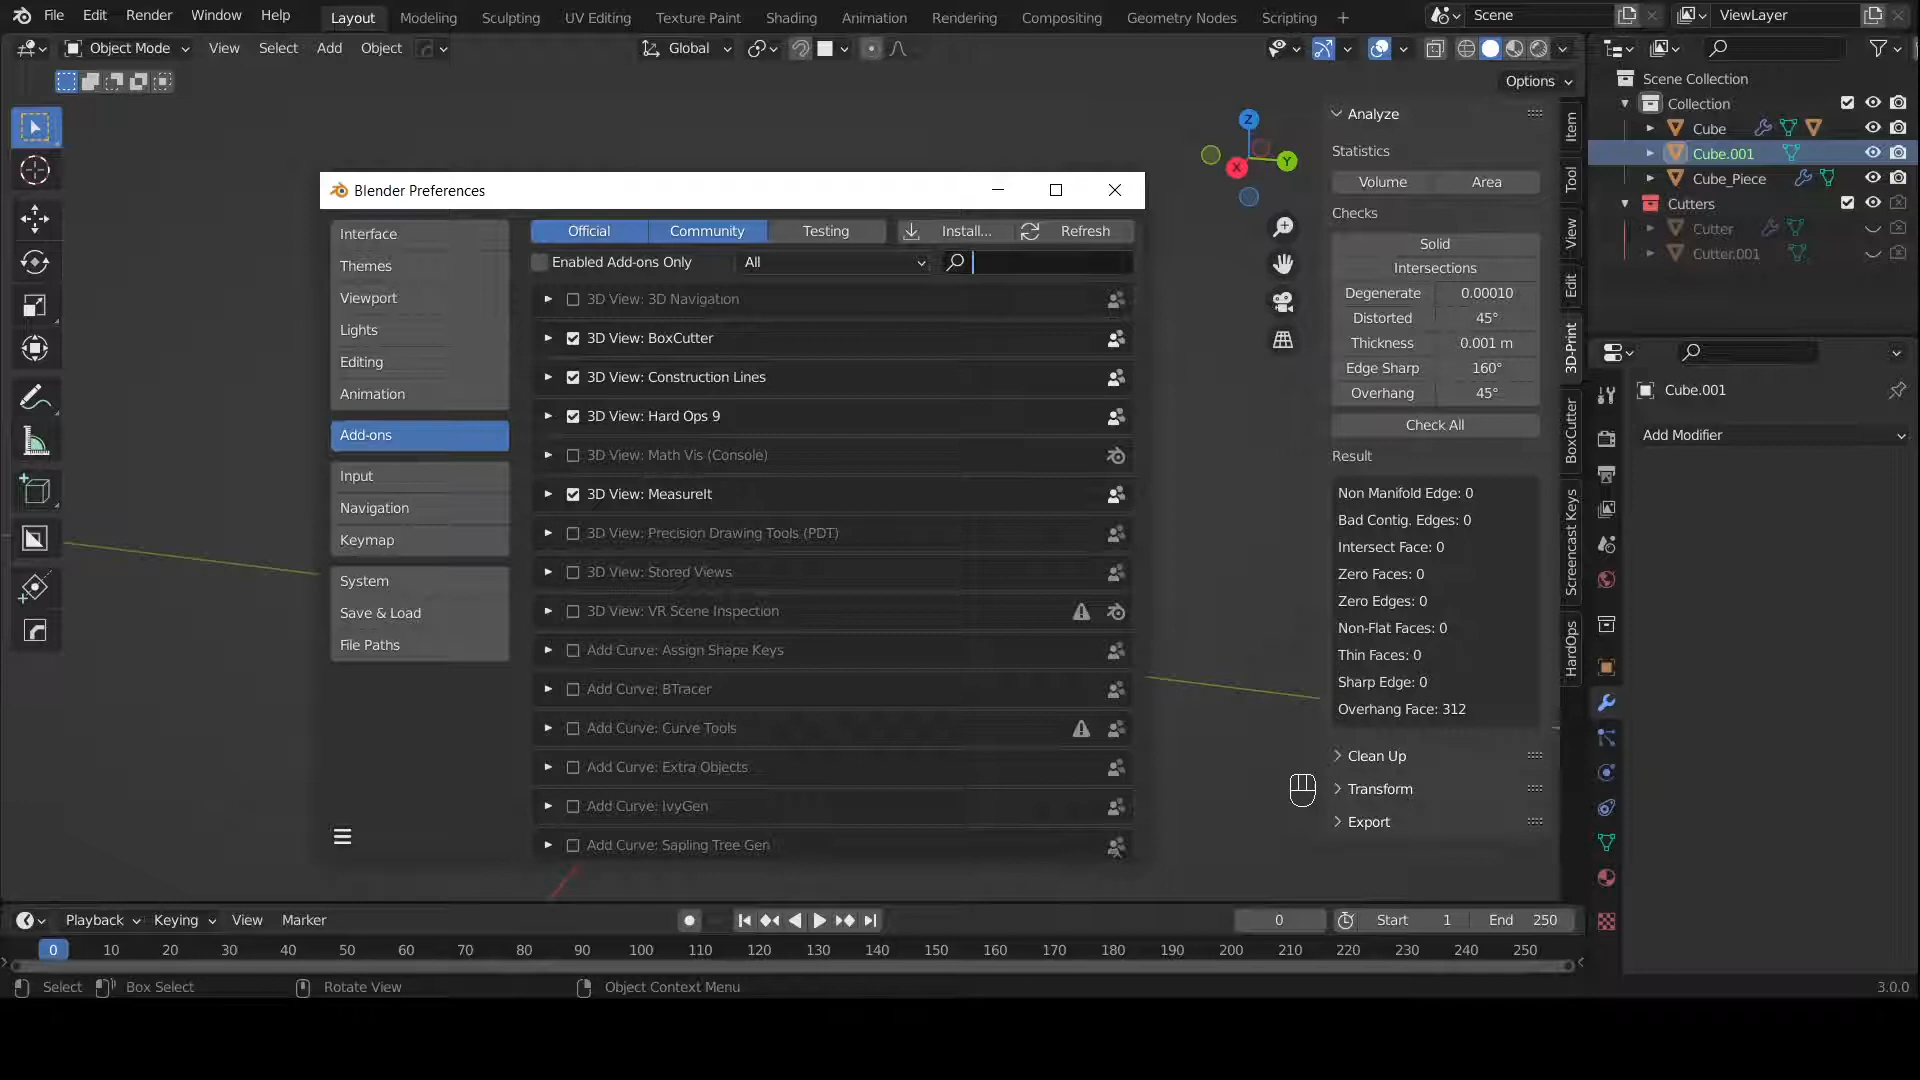 File Edit Render Window Help Layout Modeling Sculpting UV Editing Texture Paint Shading Animation Rendering Compositing Geometry Nodes Scripting + Scene ViewLayer
Object Mode View Select Add Object Global
Options
Scene Collection
Collection
Cube
Cube.001
Cube_Piece
Cutters
Cutter
Cutter.001
Z
Y
X
Analyze
Statistics
Volume Area
Checks
Solid
Intersections
Degenerate 0.00010
Distorted 45°
Thickness 0.001 m
Edge Sharp 160°
Overhang 45°
Check All
Result
Non Manifold Edge: 0
Bad Contig. Edges: 0
Intersect Face: 0
Zero Faces: 0
Zero Edges: 0
Non-Flat Faces: 0
Thin Faces: 0
Sharp Edge: 0
Overhang Face: 312
Clean Up
Transform
Export
Item
Tool
View
Edit
3D-Print
BoxCutter
Screencast Keys
HardOps
Cube.001
Add Modifier
Blender Preferences
Interface
Themes
Viewport
Lights
Editing
Animation
Add-ons
Input
Navigation
Keymap
System
Save & Load
File Paths
Official Community Testing Install... Refresh
Enabled Add-ons Only All
3D View: 3D Navigation
3D View: BoxCutter
3D View: Construction Lines
3D View: Hard Ops 9
3D View: Math Vis (Console)
3D View: MeasureIt
3D View: Precision Drawing Tools (PDT)
3D View: Stored Views
3D View: VR Scene Inspection
Add Curve: Assign Shape Keys
Add Curve: BTracer
Add Curve: Curve Tools
Add Curve: Extra Objects
Add Curve: IvyGen
Add Curve: Sapling Tree Gen
Playback Keying View Marker 0 Start 1 End 250
0 10 20 30 40 50 60 70 80 90 100 110 120 130 140 150 160 170 180 190 200 210 220 230 240 250
Select Box Select Rotate View Object Context Menu 3.0.0